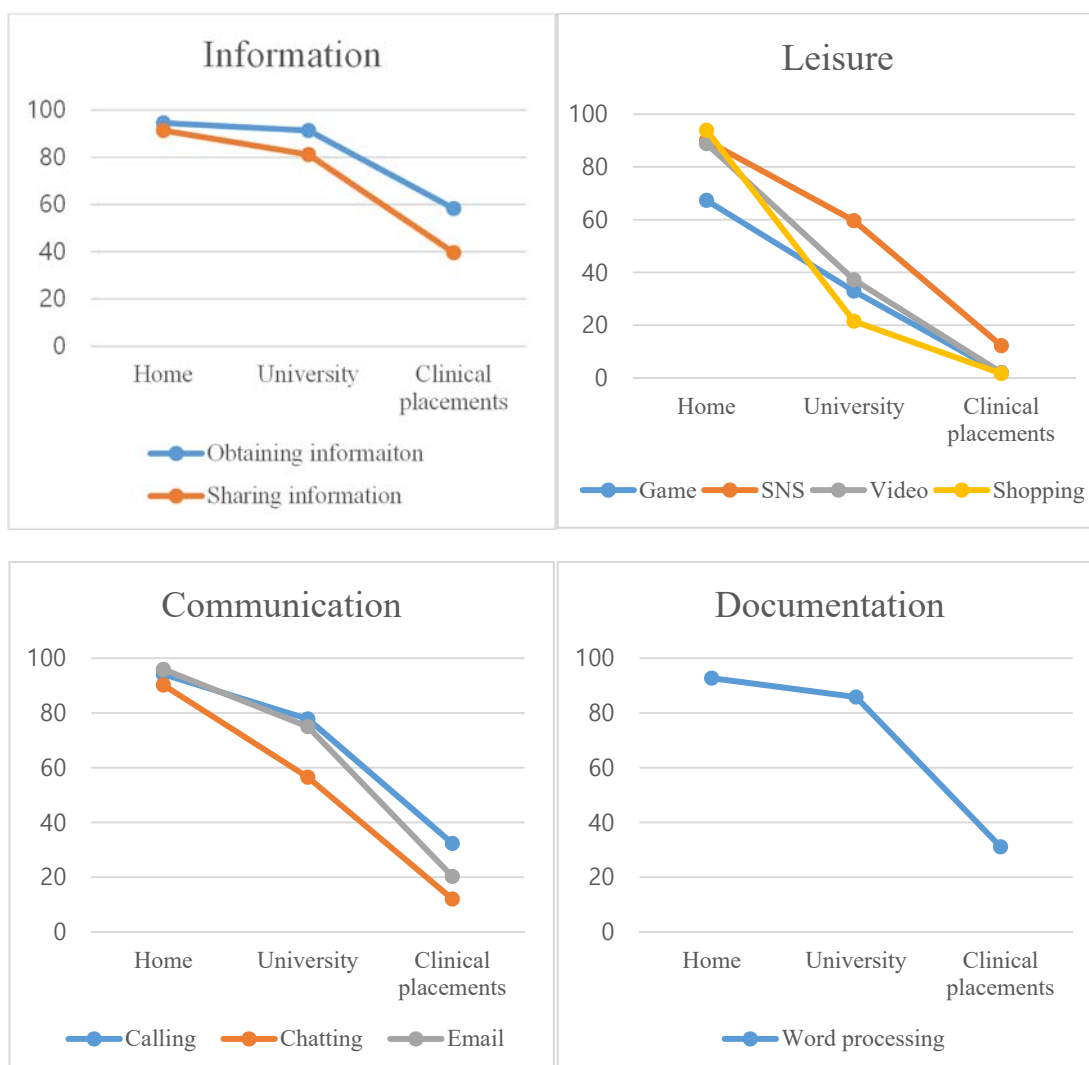 Information
100
80
60
40
20
0
Home University Clinical
placements
Obtaining informaiton
Sharing information
Leisure
100
80
60
40
20
0
Home University Clinical
placements
Game SNS Video Shopping
Communication
100
80
60
40
20
0
Home University Clinical
placements
Calling Chatting Email
Documentation
100
80
60
40
20
0
Home University Clinical
placements
Word processing